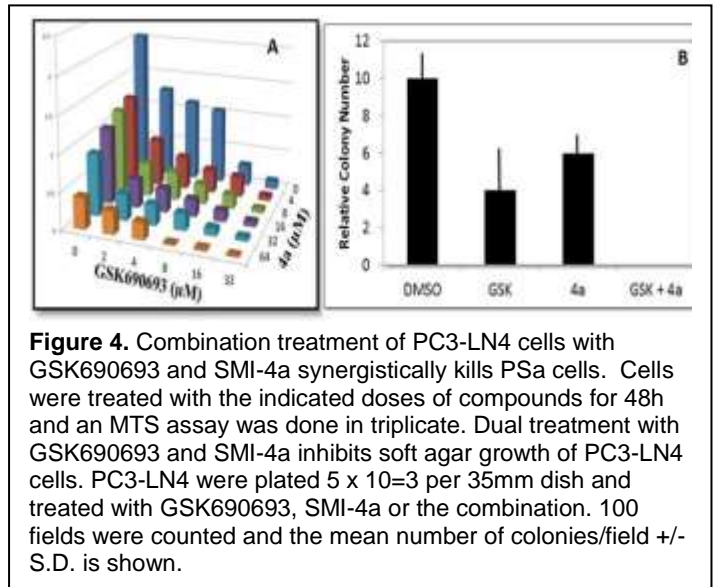 A
0
2
4
8
16
32
GSK690693 (µM)
8
16
32
64
4a (µM)
B
Relative Colony Number
12
10
8
6
4
2
0
DMSO GSK 4a GSK + 4a
Figure 4. Combination treatment of PC3-LN4 cells with
GSK690693 and SMI-4a synergistically kills PSa cells. Cells
were treated with the indicated doses of compounds for 48h
and an MTS assay was done in triplicate. Dual treatment with
GSK690693 and SMI-4a inhibits soft agar growth of PC3-LN4
cells. PC3-LN4 were plated 5 x 10=3 per 35mm dish and
treated with GSK690693, SMI-4a or the combination. 100
fields were counted and the mean number of colonies/field +/-
S.D. is shown.